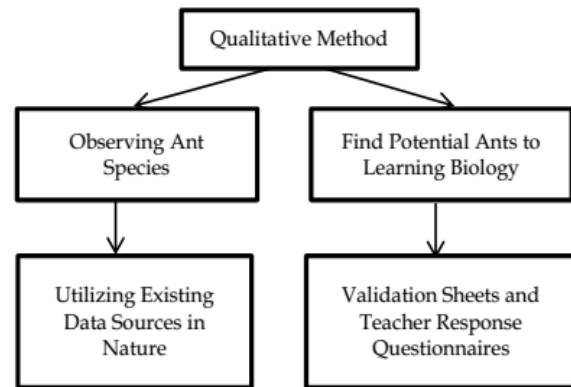 Qualitative Method
Observing Ant
Species
Find Potential Ants to
Learning Biology
Utilizing Existing
Data Sources in
Nature
Validation Sheets and
Teacher Response
Questionnaires